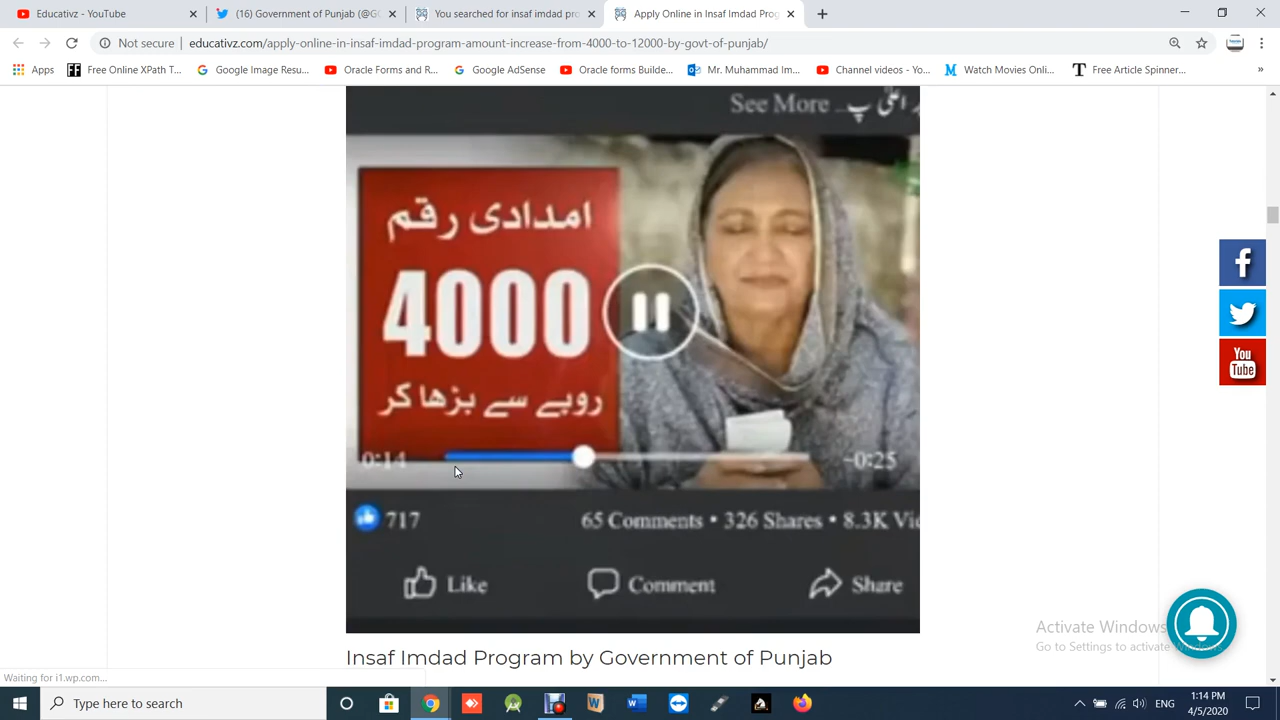 Educativz - YouTube
(16) Government of Punjab (@GO
You searched for insaf imdad pro
Apply Online in Insaf Imdad Prog
Not secure
educativz.com/apply-online-in-insaf-imdad-program-amount-increase-from-4000-to-12000-by-govt-of-punjab/
Apps
Free Online XPath T...
Google Image Resu...
Oracle Forms and R...
Google AdSense
Oracle forms Builde...
Mr. Muhammad Im...
Channel videos - Yo...
Watch Movies Onli...
Free Article Spinner...
»
See More ... اعلیٰ پ
امدادی رقم
4000
روپے سے بڑھا کر
0:14
-0:25
717
65 Comments • 326 Shares • 8.3K Vi
Like
Comment
Share
You
Tube
Insaf Imdad Program by Government of Punjab
Activate Windows
Go to Settings to activate Windows.
Waiting for i1.wp.com...
Type here to search
ENG
1:14 PM
4/5/2020